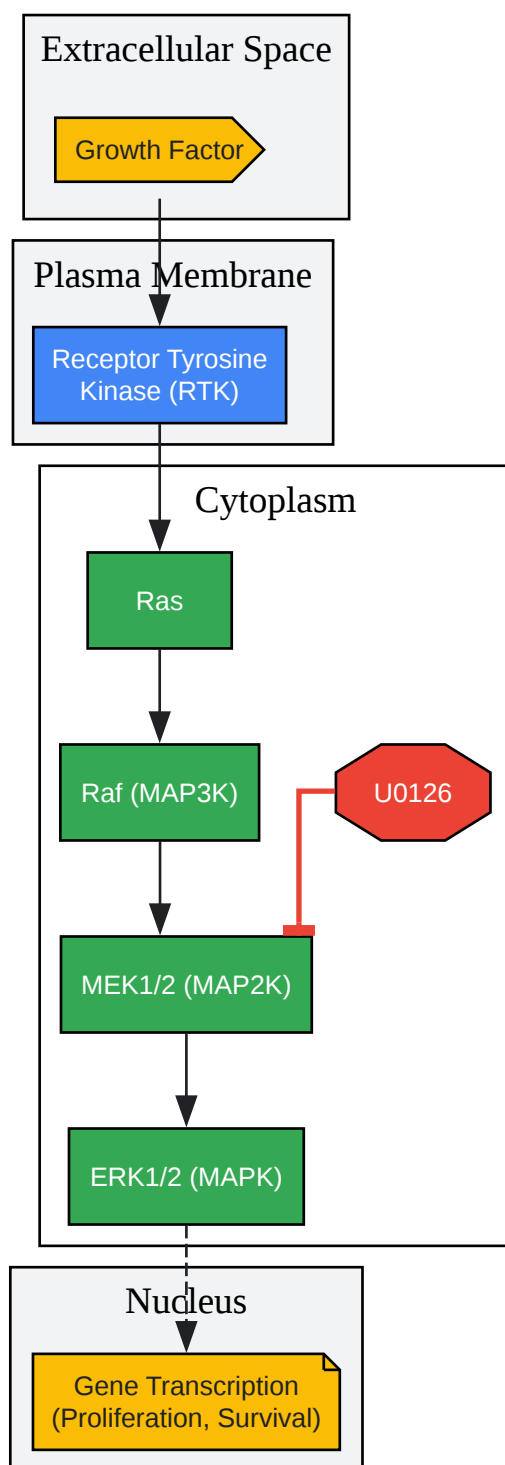 Extracellular Space
Growth Factor
Plasma Membrane
Receptor Tyrosine
Kinase (RTK)
Cytoplasm
Ras
Raf (MAP3K)
U0126
MEK1/2 (MAP2K)
ERK1/2 (MAPK)
Nucleus
Gene Transcription
(Proliferation, Survival)